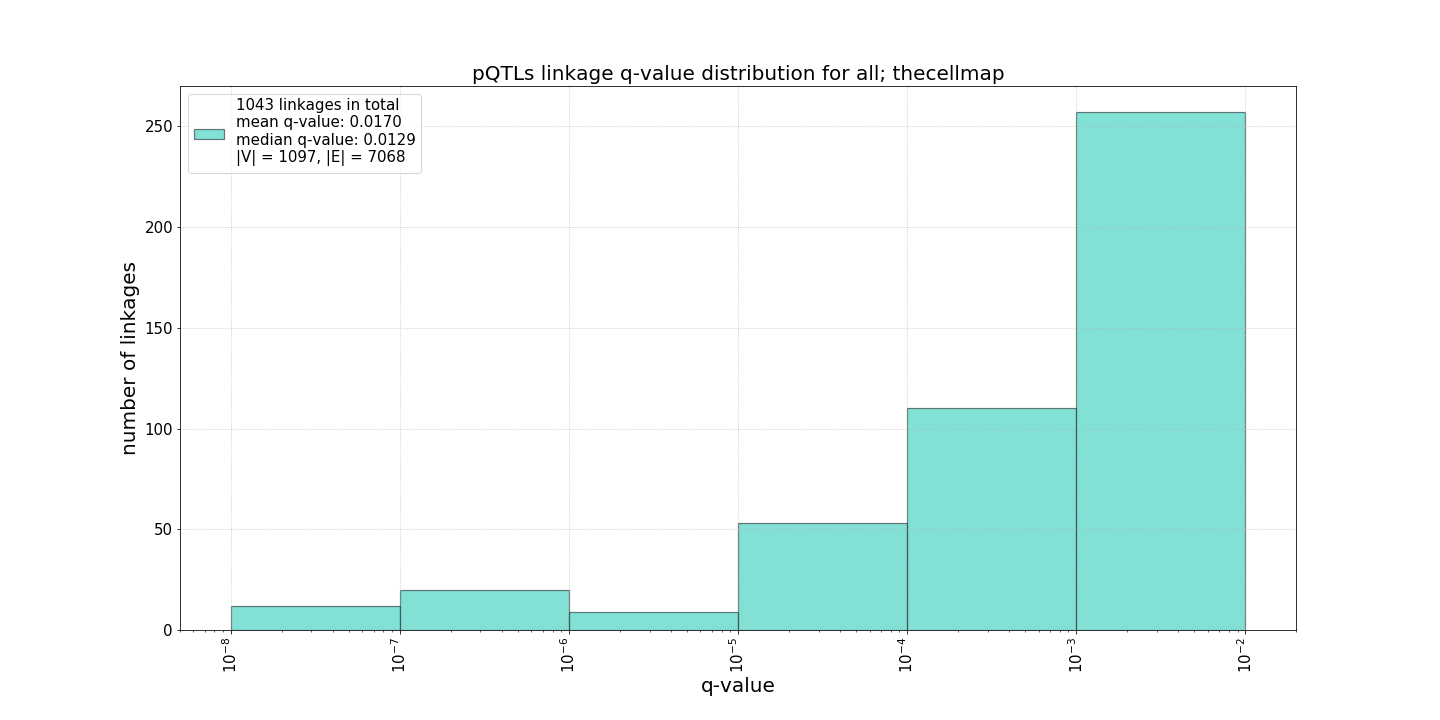 pQTLs linkage q-value distribution for all; thecellmap
1043 linkages in total
mean q-value: 0.0170
median q-value: 0.0129
|V| = 1097, |E| = 7068
250
200
150
100
50
0
number of linkages
10⁻⁸ 10⁻⁷ 10⁻⁶ 10⁻⁵ 10⁻⁴ 10⁻³ 10⁻²
q-value